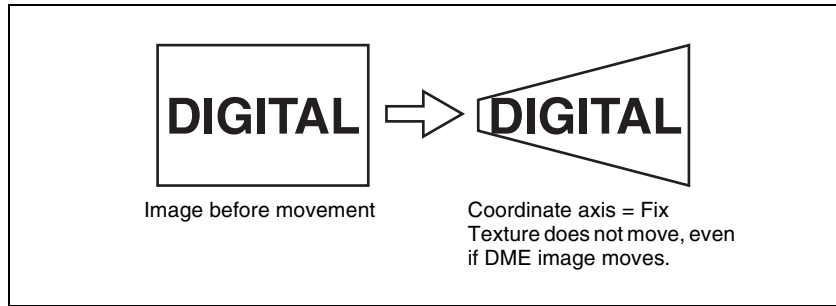 DIGITAL
DIGITAL
Image before movement
Coordinate axis = Fix
Texture does not move, even
if DME image moves.